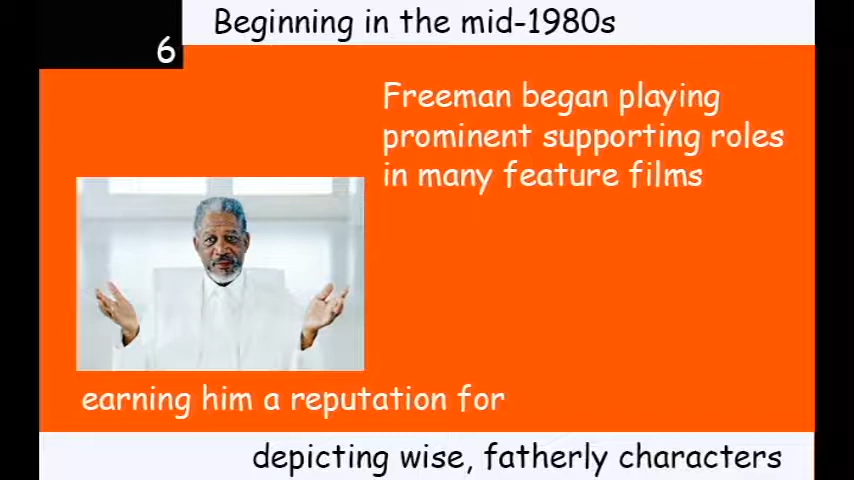 6
Beginning in the mid-1980s
Freeman began playing
prominent supporting roles
in many feature films
earning him a reputation for
depicting wise, fatherly characters